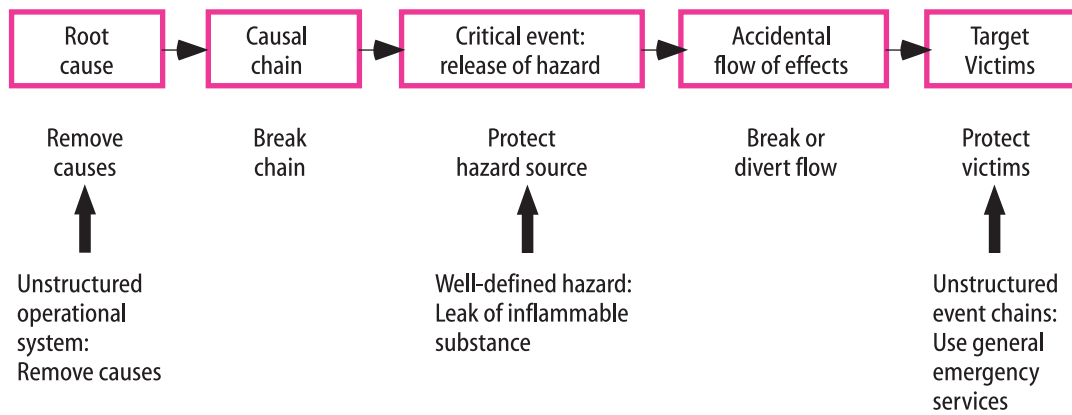 Root
cause
Causal
chain
Critical event:
release of hazard
Accidental
flow of effects
Target
Victims
Remove
causes
Break
chain
Protect
hazard source
Break or
divert flow
Protect
victims
Unstructured
operational
system:
Remove causes
Well-defined hazard:
Leak of inflammable
substance
Unstructured
event chains:
Use general
emergency
services